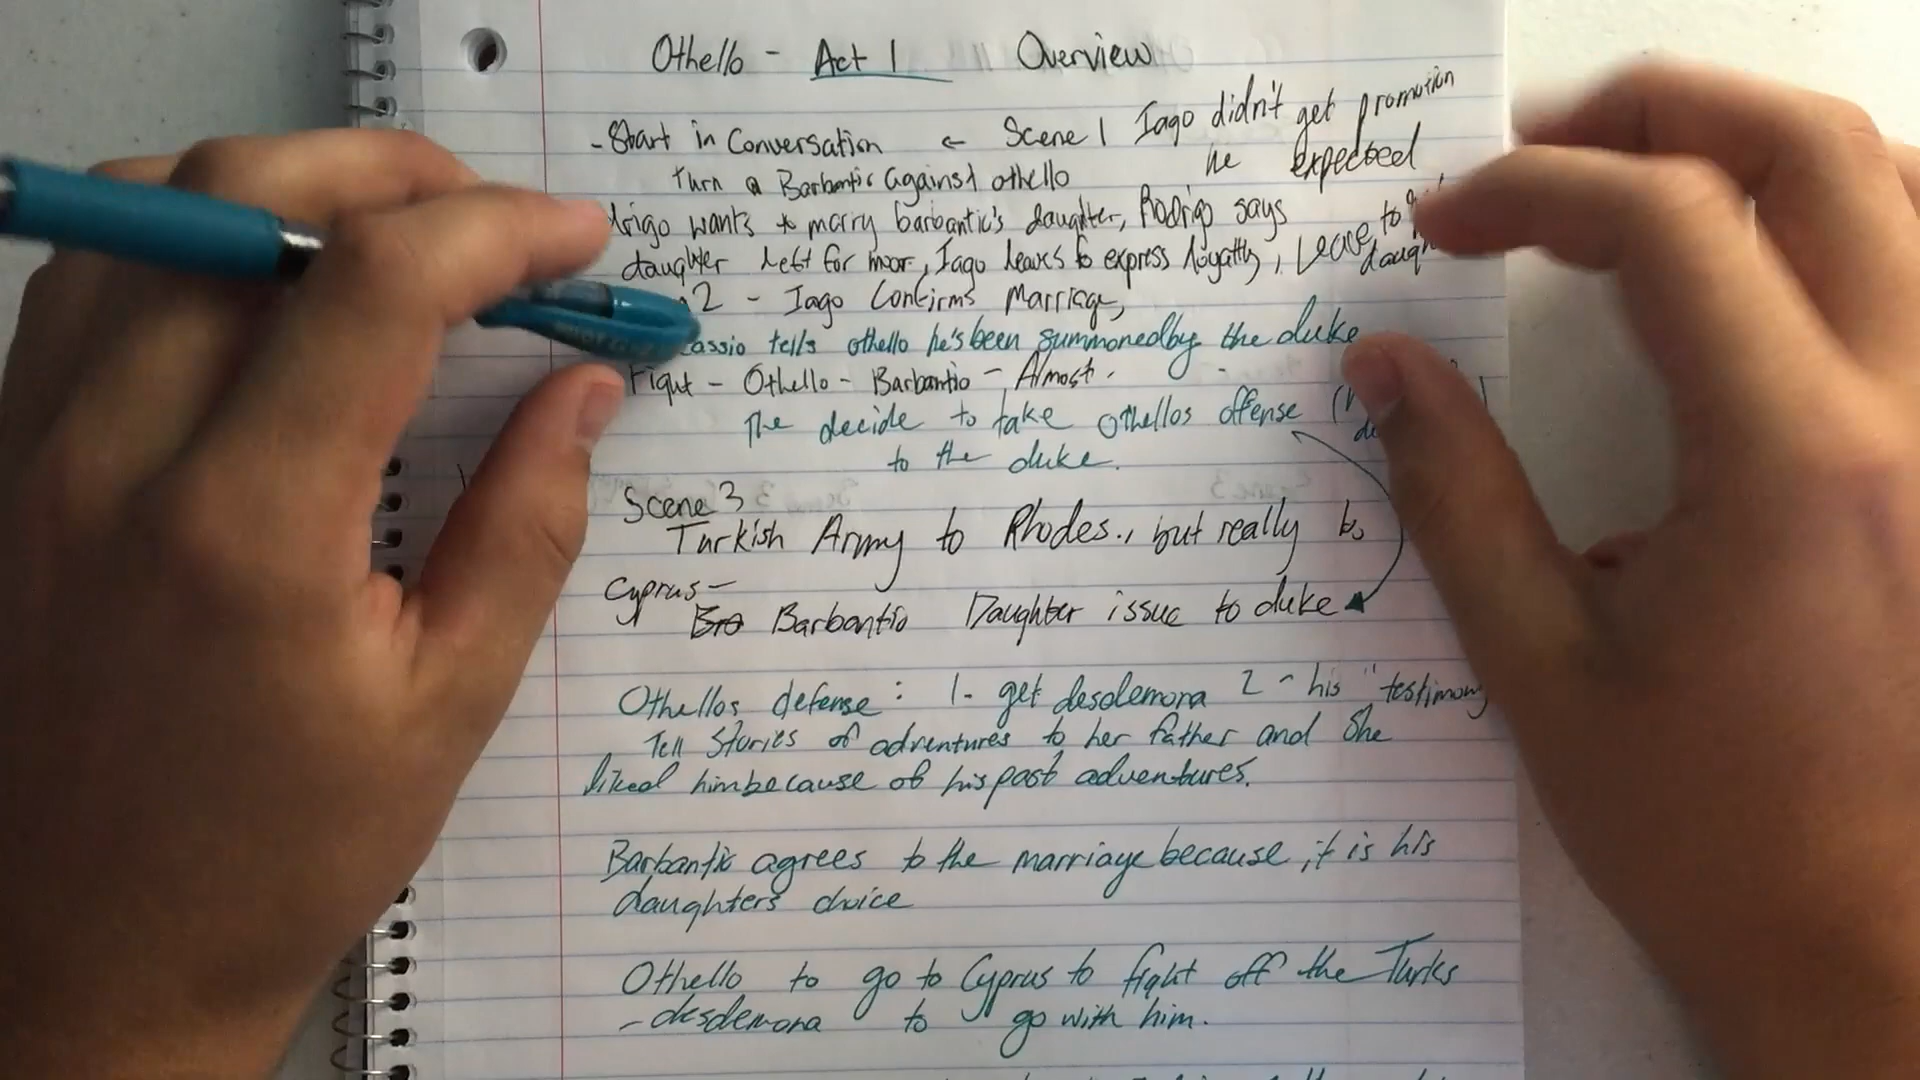 Othello - Act 1 Overview
- Start in Conversation ← Scene 1 Iago didn't get promotion
he expected
turn a Barbantic against othello
drigo wants to marry barbantic's daughter, Rodrigo says
daughter left for moor, Iago leaves to express loyalty, Leave to
daugh
2 - Iago Confirms Marriage,
cassio tells othello he's been summoned by the duke
Fight - Othello - Barbantio - Almost.
The decide to take Othellos offense (
to the duke.
Scene 3
Turkish Army to Rhodes., but really to
Cyprus -
Bro Barbantio Daughter issue to duke
Othellos defense : 1. get desdemona 2 - his "testimony
Tell Stories of adventures to her father and She
liked him because of his past adventures.
Barbantic agrees to the marriage because, it is his
daughters choice
Othello to go to Cyprus to fight off the Turks
- desdemona to go with him.